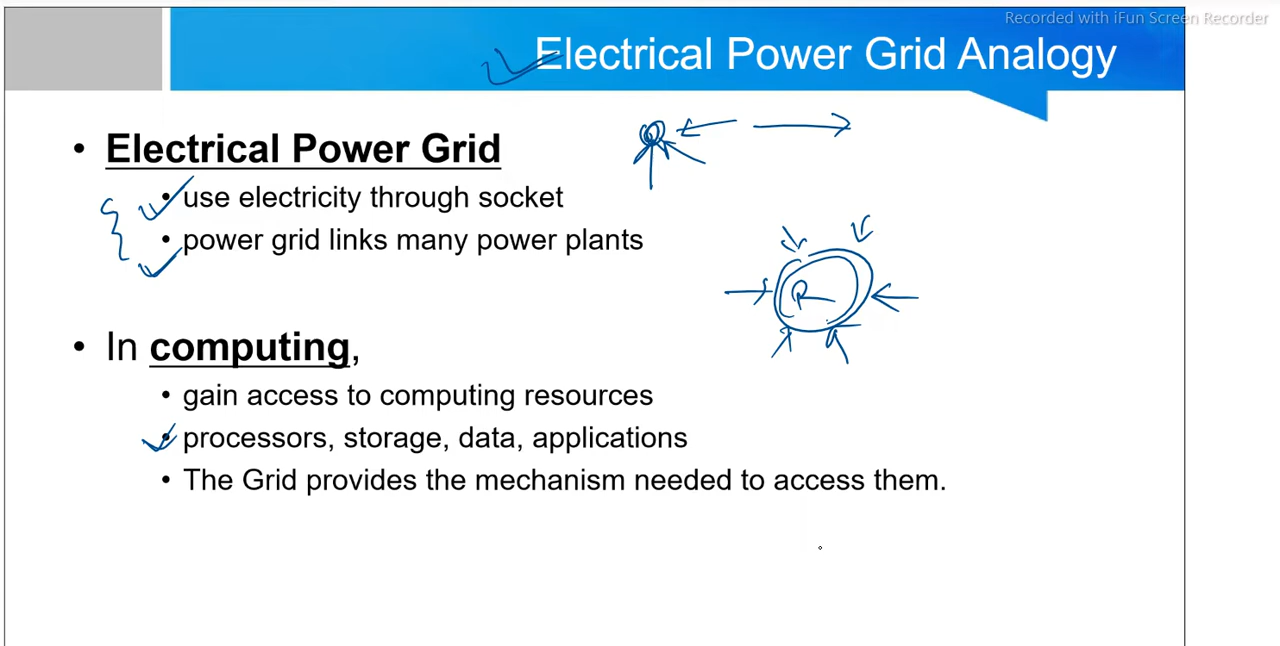 Recorded with iFun Screen Recorder
Electrical Power Grid Analogy
• Electrical Power Grid
• use electricity through socket
• power grid links many power plants
R
• In computing,
• gain access to computing resources
• processors, storage, data, applications
• The Grid provides the mechanism needed to access them.